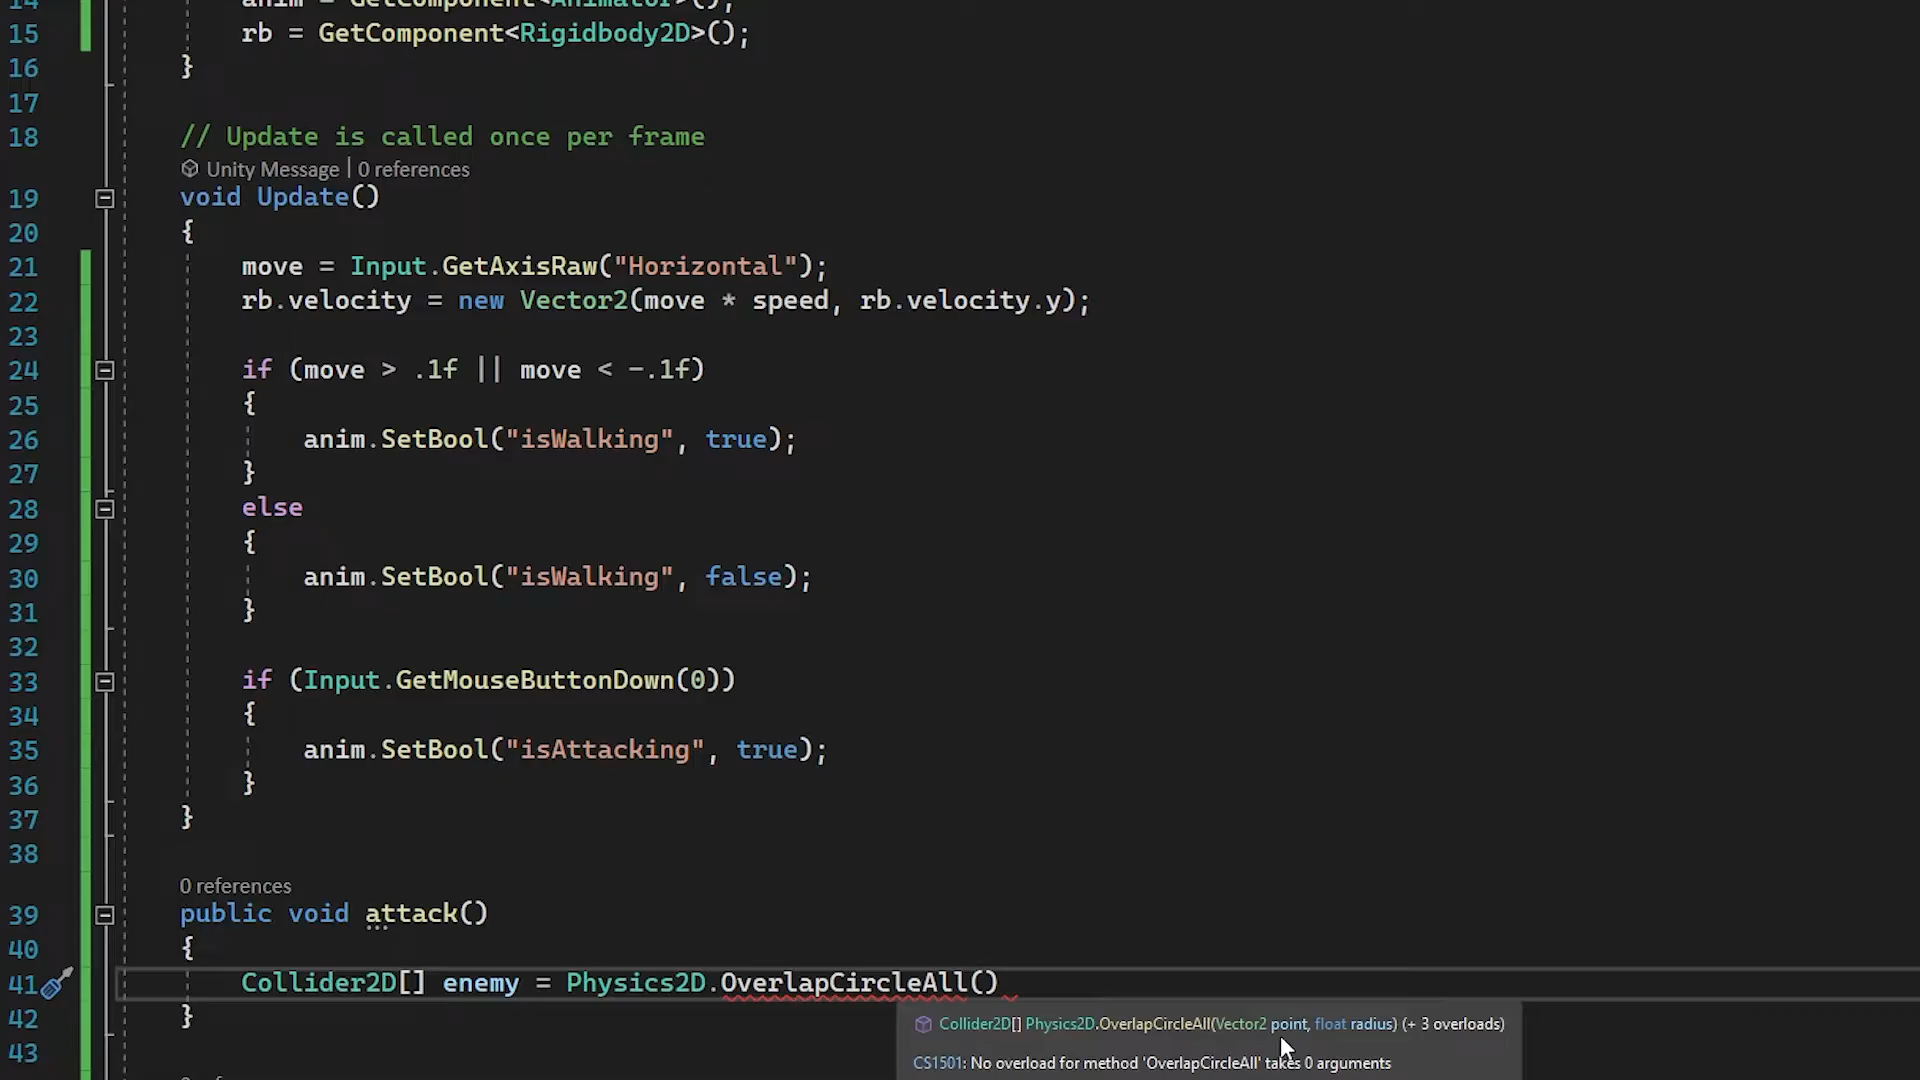 14 anim = GetComponent<Animator>();
15 rb = GetComponent<Rigidbody2D>();
16 }
17
18 // Update is called once per frame
Unity Message | 0 references
19 void Update()
20 {
21 move = Input.GetAxisRaw("Horizontal");
22 rb.velocity = new Vector2(move * speed, rb.velocity.y);
23
24 if (move > .1f || move < -.1f)
25 {
26 anim.SetBool("isWalking", true);
27 }
28 else
29 {
30 anim.SetBool("isWalking", false);
31 }
32
33 if (Input.GetMouseButtonDown(0))
34 {
35 anim.SetBool("isAttacking", true);
36 }
37 }
38
0 references
39 public void attack()
40 {
41 Collider2D[] enemy = Physics2D.OverlapCircleAll()
42 }
Collider2D[] Physics2D.OverlapCircleAll(Vector2 point, float radius) (+ 3 overloads)
43
CS1501: No overload for method 'OverlapCircleAll' takes 0 arguments